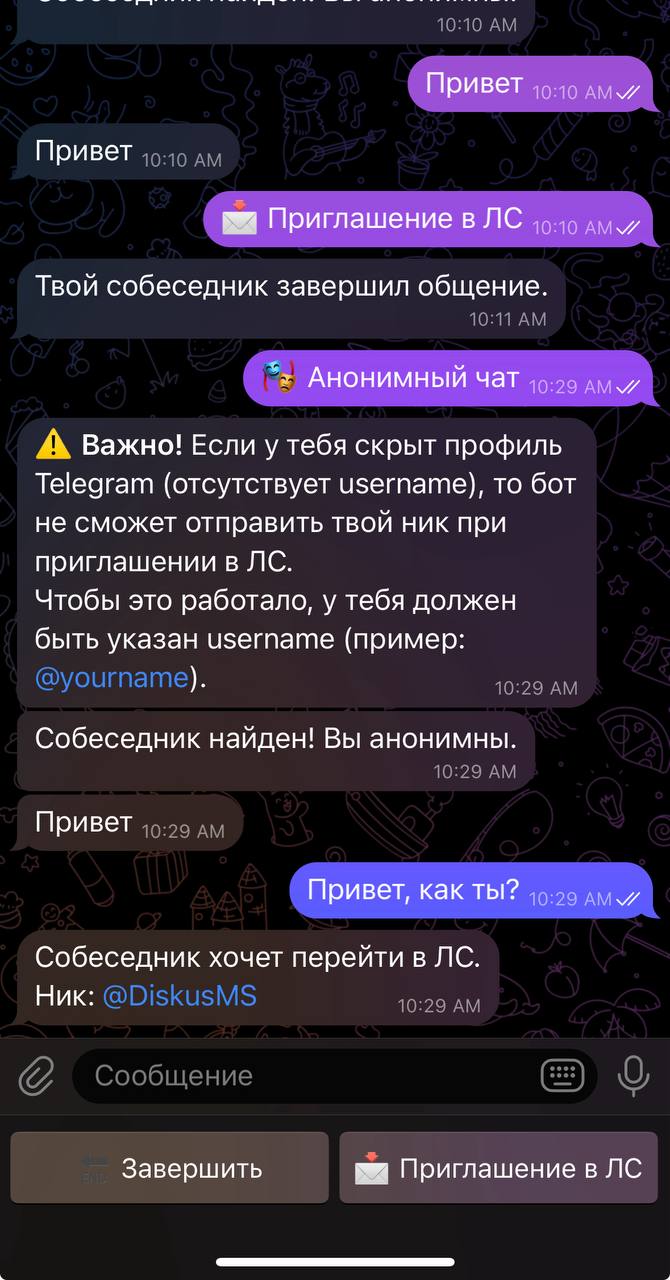 Собеседник найден! Вы анонимны.
10:10 AM
Привет 10:10 AM
Привет 10:10 AM
📩 Приглашение в ЛС 10:10 AM
Твой собеседник завершил общение.
10:11 AM
🎭 Анонимный чат 10:29 AM
⚠️ Важно! Если у тебя скрыт профиль
Telegram (отсутствует username), то бот
не сможет отправить твой ник при
приглашении в ЛС.
Чтобы это работало, у тебя должен
быть указан username (пример:
@yourname). 10:29 AM
Собеседник найден! Вы анонимны.
10:29 AM
Привет 10:29 AM
Привет, как ты? 10:29 AM
Собеседник хочет перейти в ЛС.
Ник: @DiskusMS 10:29 AM
Сообщение
🔚 Завершить
📩 Приглашение в ЛС